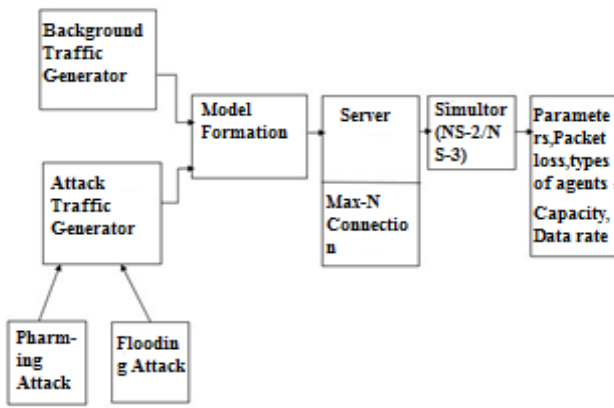 Background
Traffic
Generator
Attack
Traffic
Generator
Pharm-
ing
Attack
Floodin
g Attack
Model
Formation
Server
Max-N
Connectio
n
Simultor
(NS-2/N
S-3)
Paramete
rs,Packet
loss,types
of agents
Capacity,
Data rate